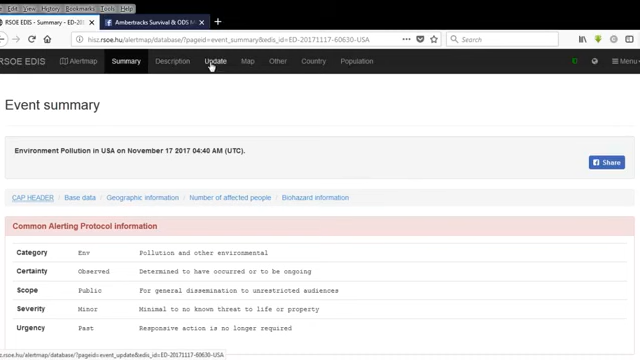 Edit View History Bookmarks Tools Help
RSOE EDIS - Summary - ED-20 × Ambertracks Survival & ODS M ×
hisz.rsoe.hu/alertmap/database/?pageid=event_summary&edis_id=ED-20171117-60630-USA Search
RSOE EDIS Alertmap Summary Description Update Map Other Country Population Menu
Event summary
Environment Pollution in USA on November 17 2017 04:40 AM (UTC).
Share
CAP HEADER Base data Geographic information Number of affected people Biohazard information
Common Alerting Protocol information
Category Env Pollution and other environmental
Certainty Observed Determined to have occurred or to be ongoing
Scope Public For general dissemination to unrestricted audiences
Severity Minor Minimal to no known threat to life or property
Urgency Past Responsive action is no longer required
z.rsoe.hu/alertmap/database/?pageid=event_update&edis_id=ED-20171117-60630-USA